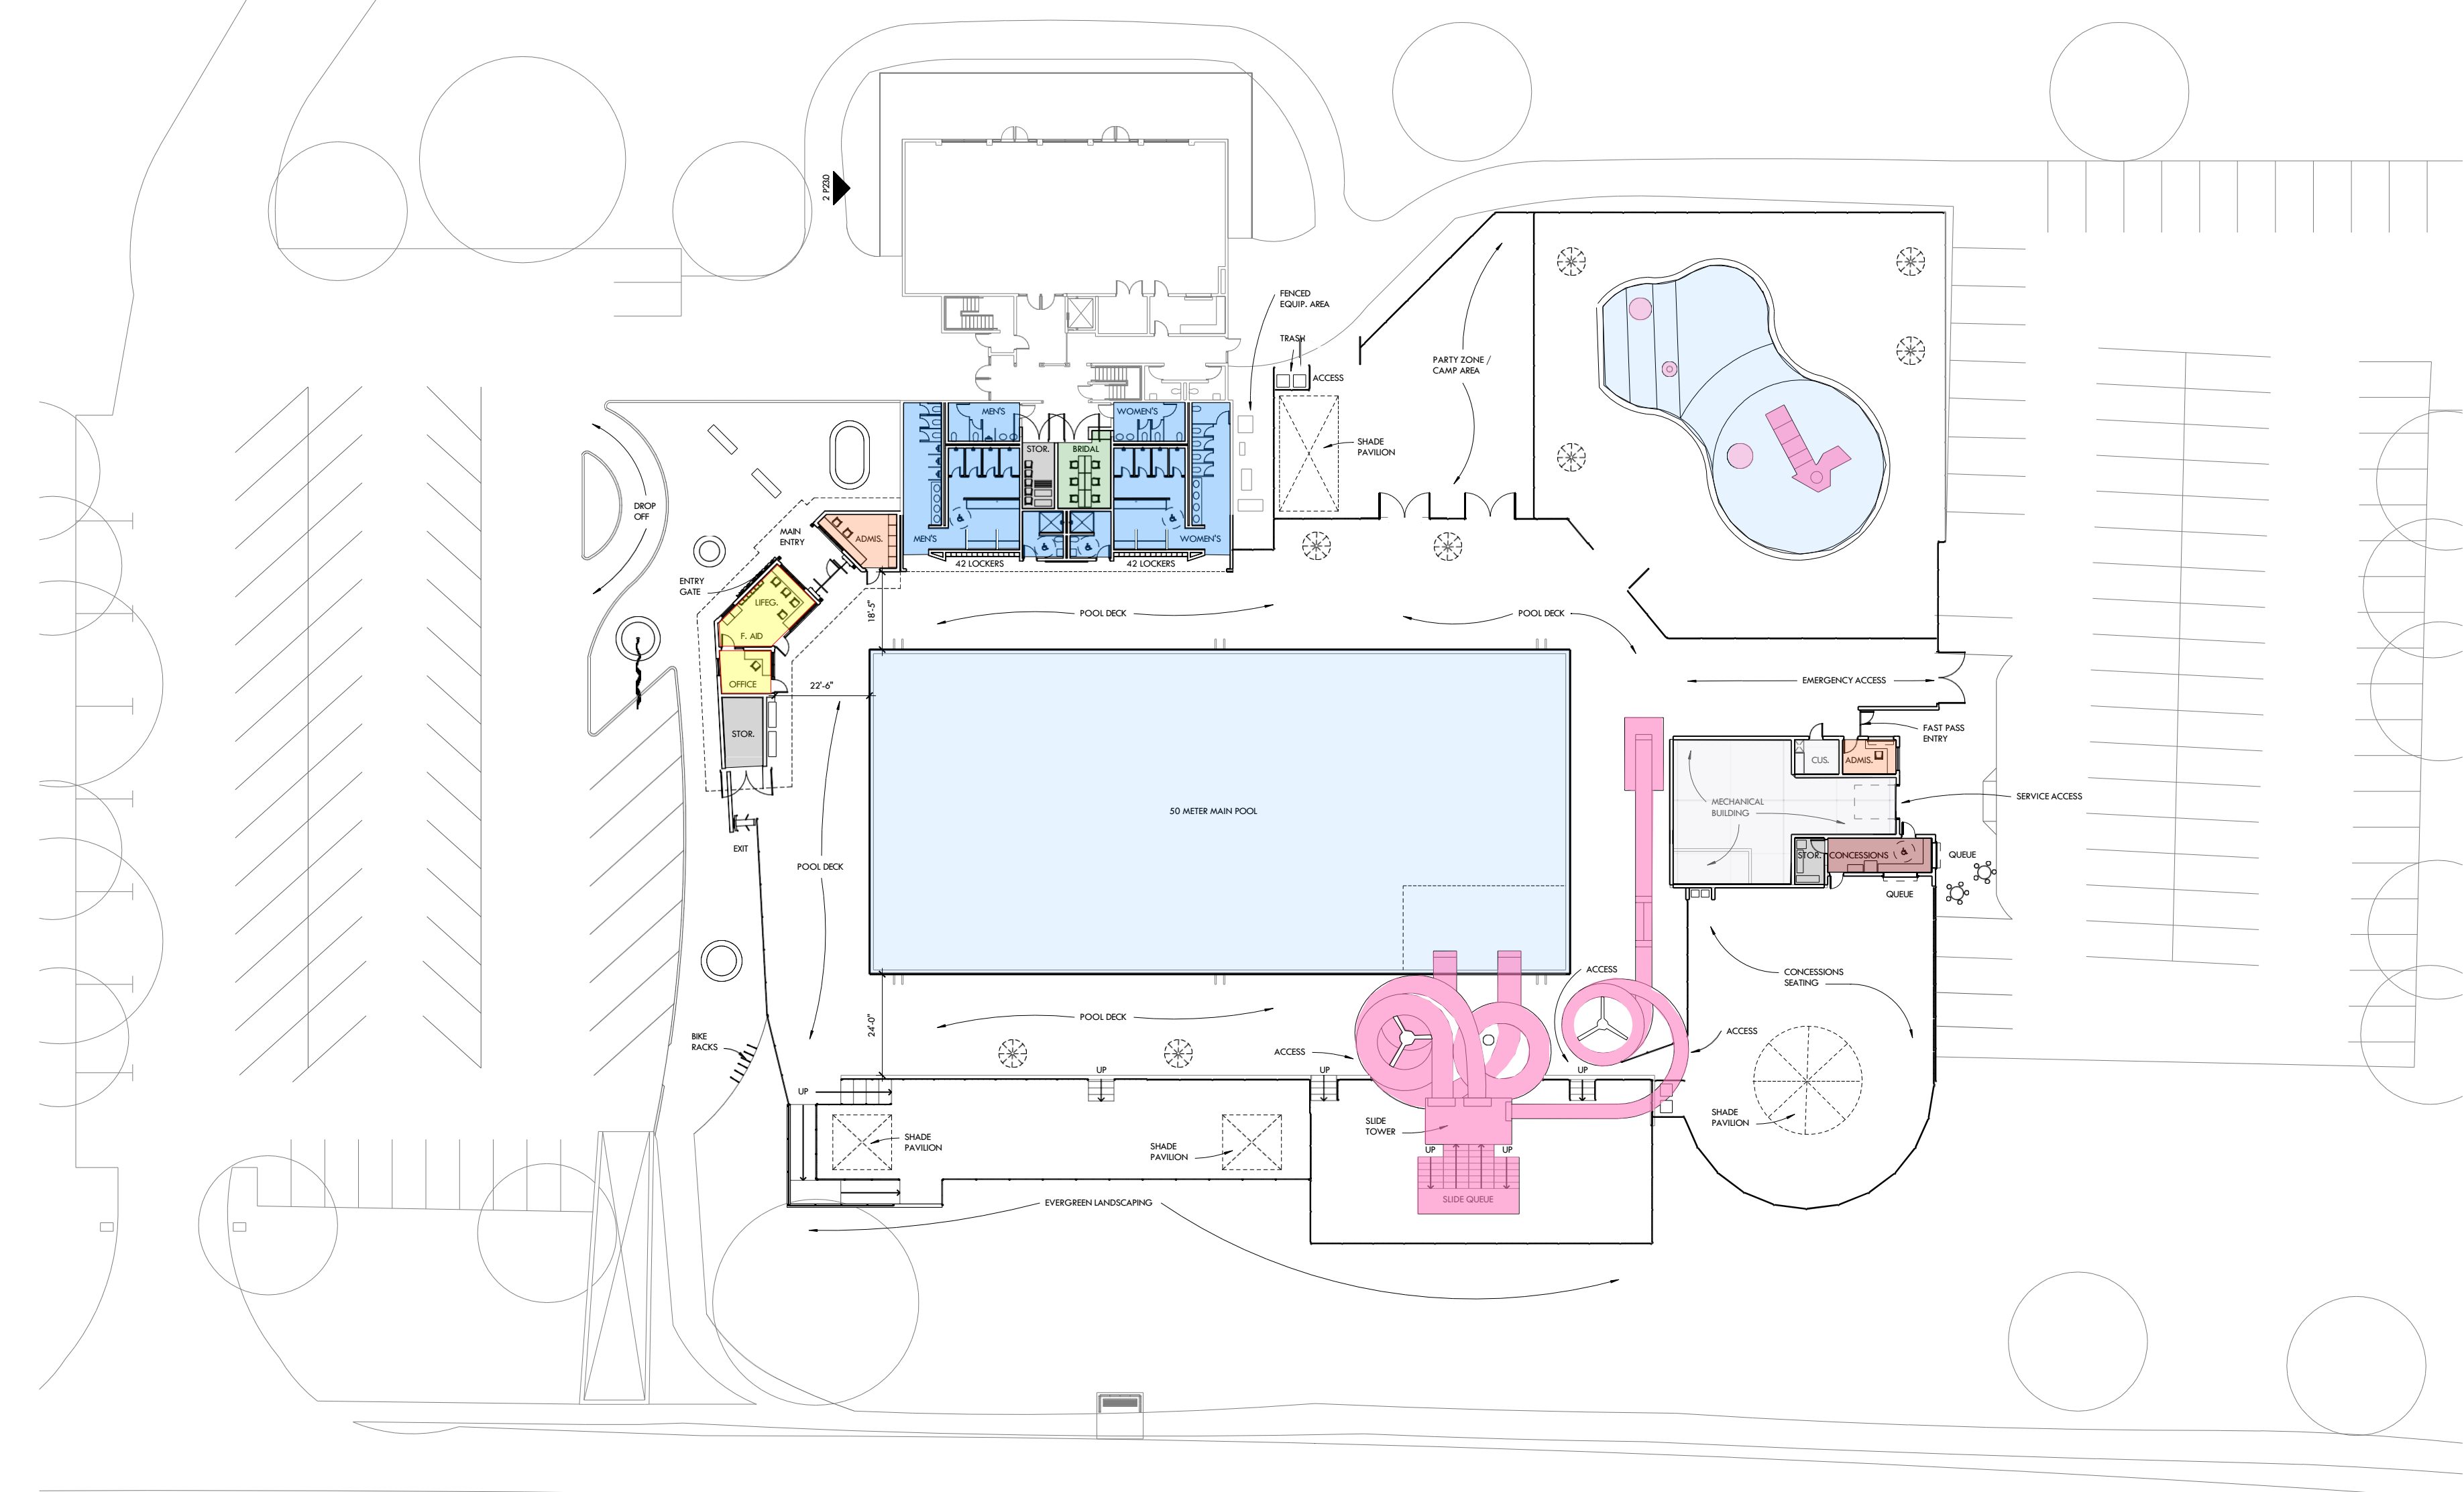 2 P23.0
FENCED
EQUIP. AREA
TRASH
ACCESS
PARTY ZONE /
CAMP AREA
SHADE
PAVILION
MEN'S
WOMEN'S
STOR.
BRIDAL
DROP
OFF
MAIN
ENTRY
ADMIS.
MEN'S
WOMEN'S
42 LOCKERS
42 LOCKERS
ENTRY
GATE
LIFEG.
F. AID
OFFICE
STOR.
18'-5"
22'-6"
POOL DECK
POOL DECK
EMERGENCY ACCESS
FAST PASS
ENTRY
CUS.
ADMIS.
SERVICE ACCESS
MECHANICAL
BUILDING
50 METER MAIN POOL
EXIT
POOL DECK
STOR.
CONCESSIONS
QUEUE
QUEUE
CONCESSIONS
SEATING
ACCESS
POOL DECK
24'-0"
BIKE
RACKS
ACCESS
ACCESS
UP
UP
UP
UP
SHADE
PAVILION
SHADE
PAVILION
SLIDE
TOWER
SHADE
PAVILION
UP
UP
SLIDE QUEUE
EVERGREEN LANDSCAPING